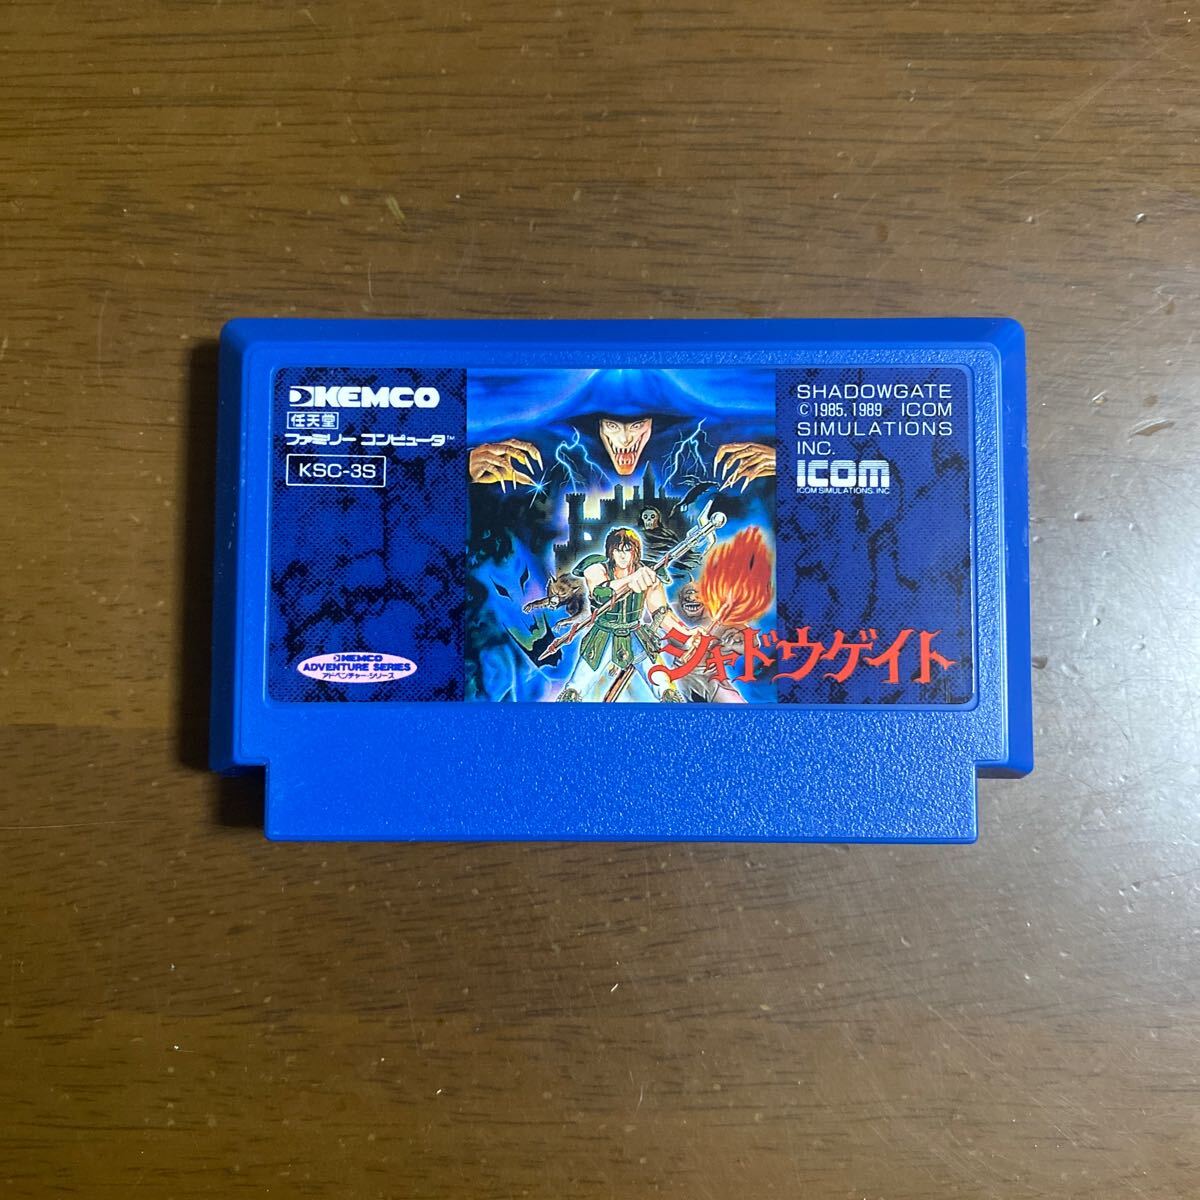 KEMCO
任天堂
ファミリー コンピュータ™
KSC-3S
SHADOWGATE
©1985, 1989 ICOM
SIMULATIONS
INC.
ICOM
ICOM SIMULATIONS, INC.
シャドウゲイト
KEMCO
ADVENTURE SERIES
アドベンチャー・シリーズ